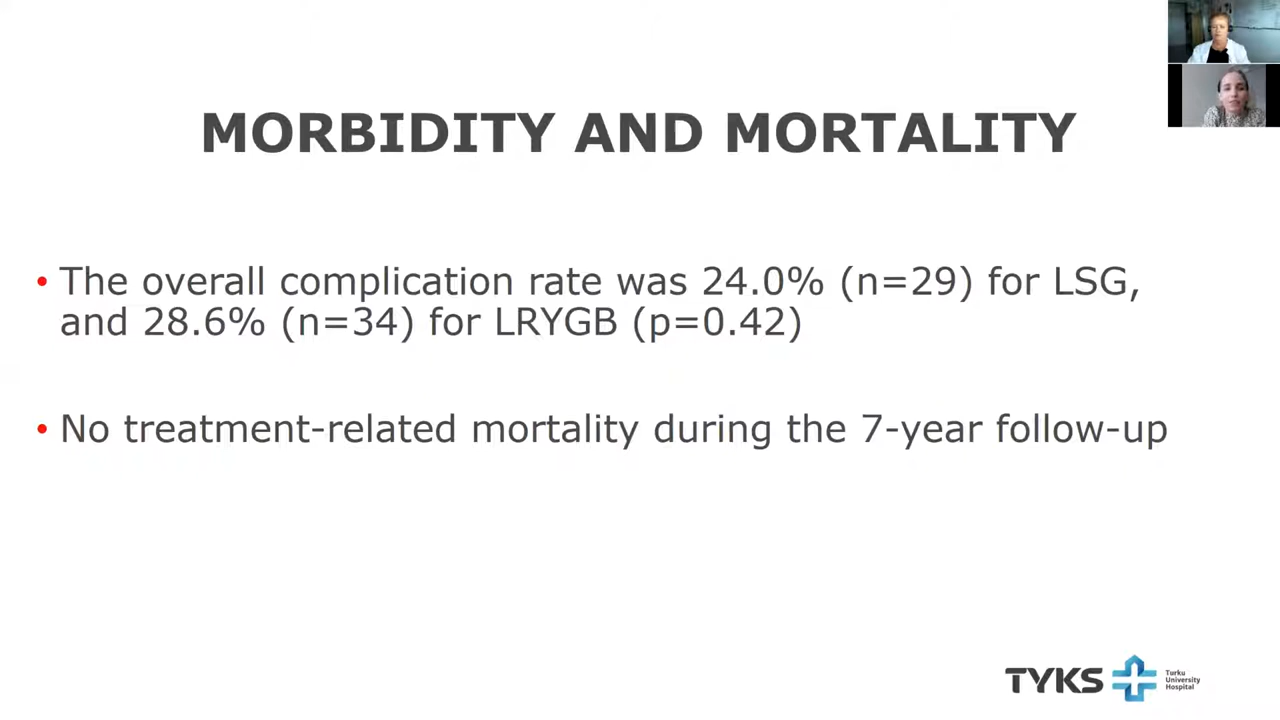 MORBIDITY AND MORTALITY
• The overall complication rate was 24.0% (n=29) for LSG,
and 28.6% (n=34) for LRYGB (p=0.42)
• No treatment-related mortality during the 7-year follow-up
TYKS
Turku
University
Hospital